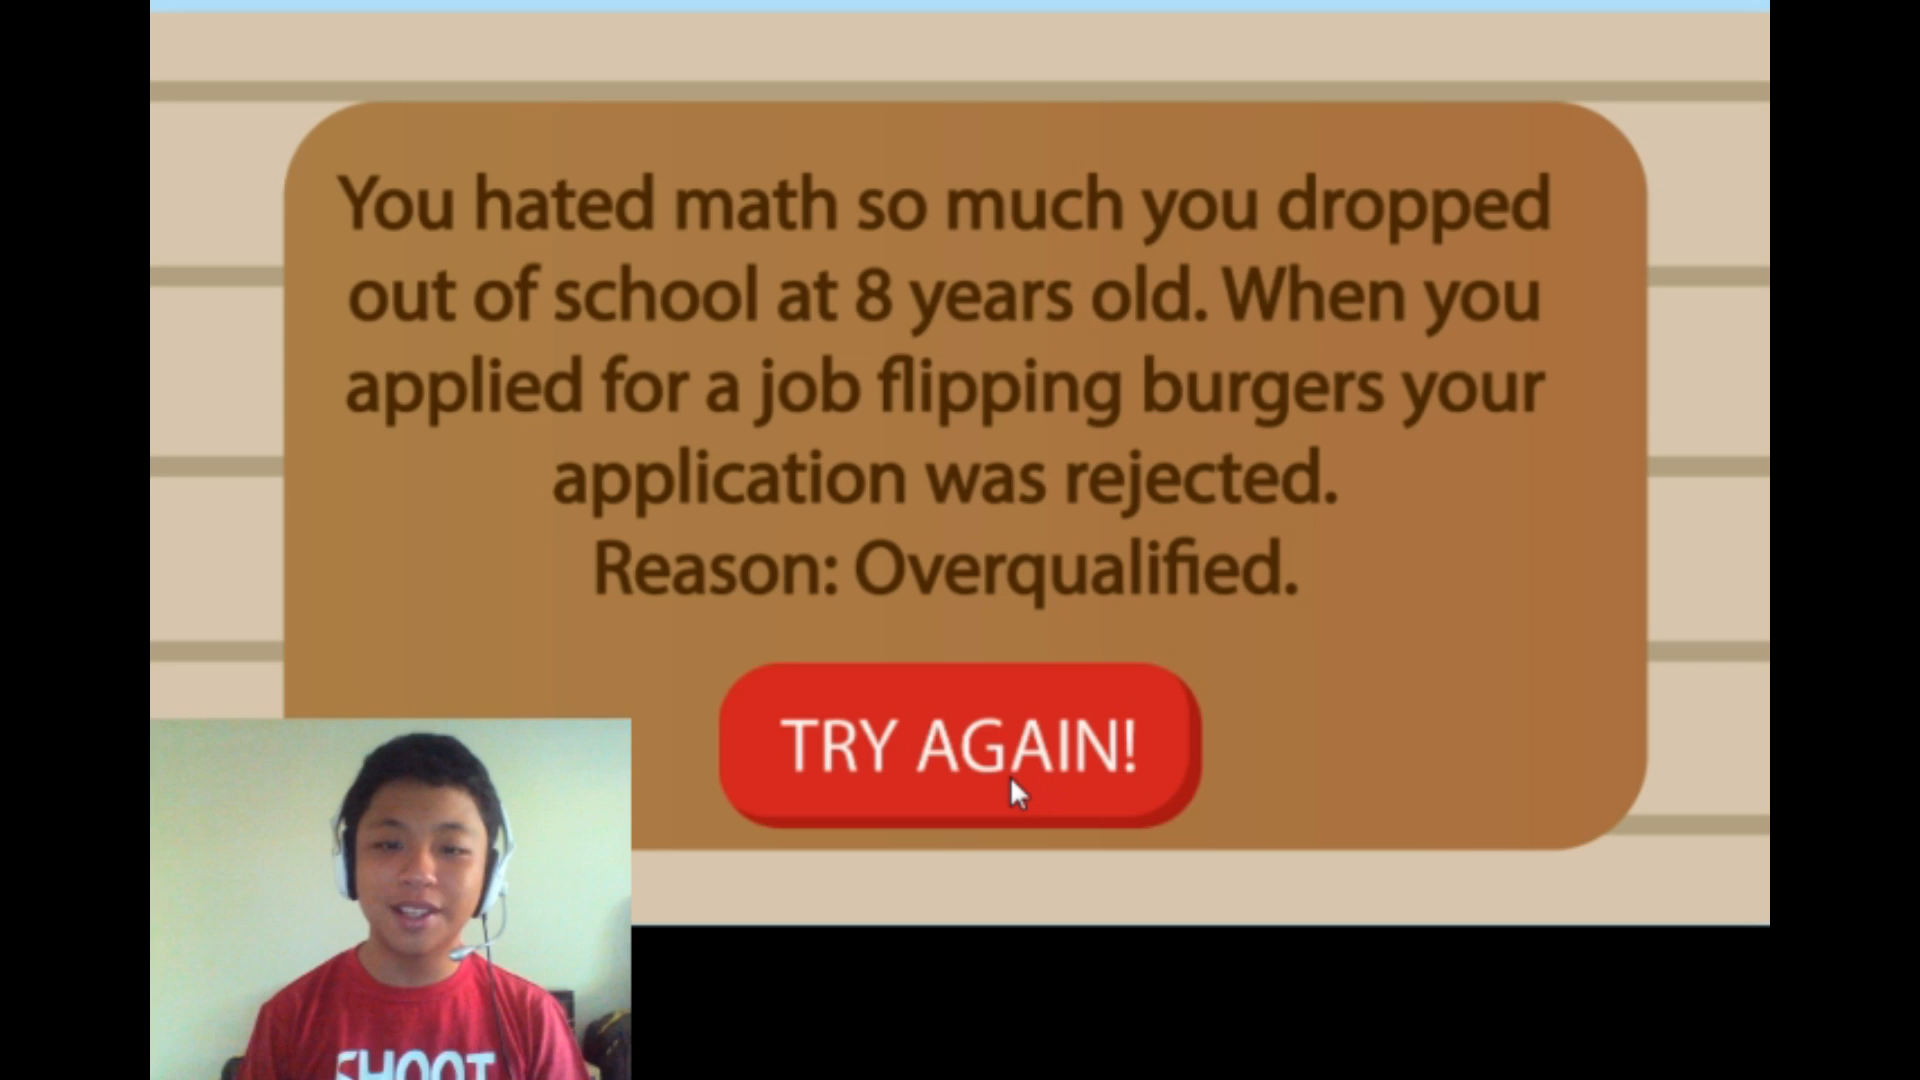 You hated math so much you dropped
out of school at 8 years old. When you
applied for a job flipping burgers your
application was rejected.
Reason: Overqualified.
TRY AGAIN!
SHOOT